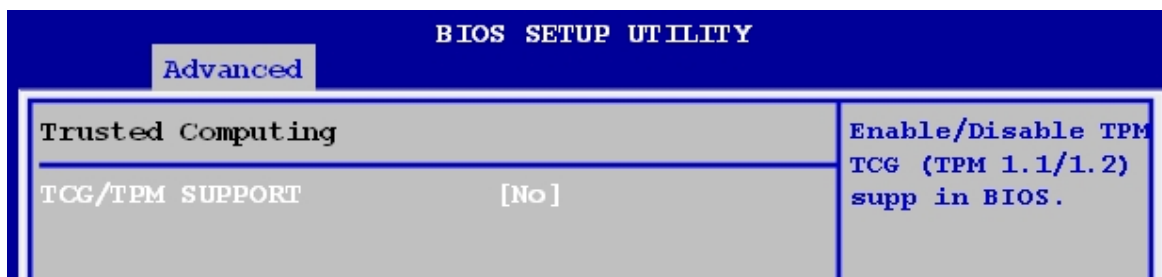 BIOS SETUP UTILITY
Advanced
Trusted Computing
TCG/TPM SUPPORT [No]
Enable/Disable TPM
TCG (TPM 1.1/1.2)
supp in BIOS.